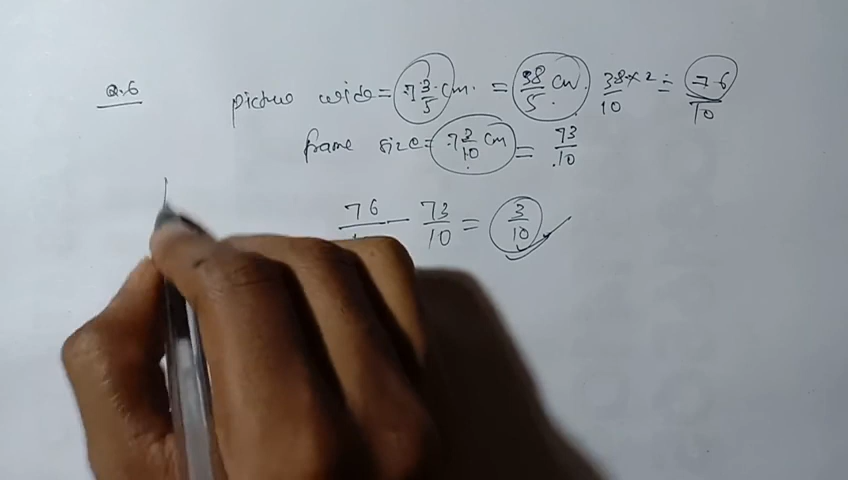 Q.6 picture wide = 7 3/5 cm. = 38/5 cm. 38×2/10 = 76/10
frame size = 7 3/10 cm = 73/10
76/ - 73/10 = 3/10